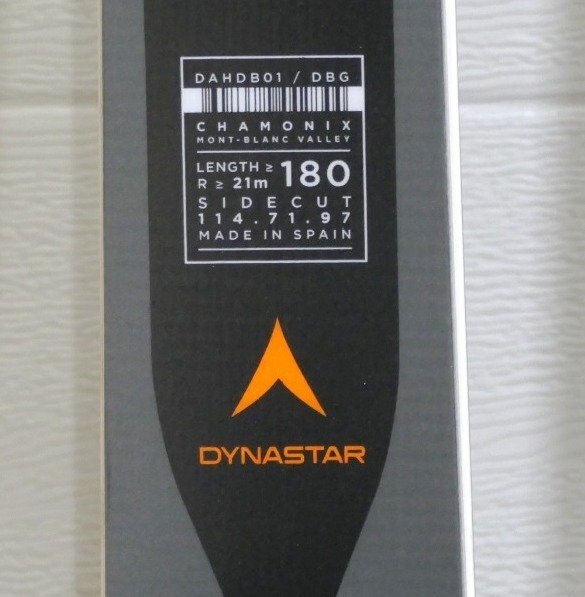 DAHDB01 / DBG
CHAMONIX
MONT-BLANC VALLEY
LENGTH ≥ 180
R ≥ 21m
SIDECUT
114.71.97
MADE IN SPAIN
DYNASTAR